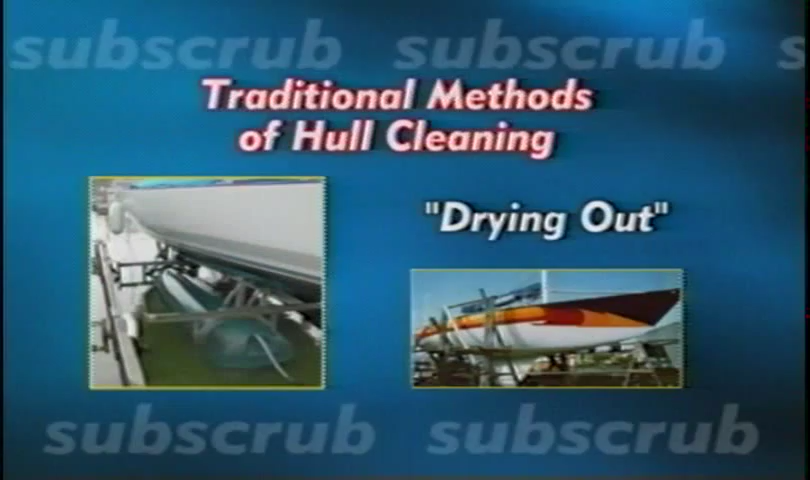 subscrub subscrub s
Traditional Methods
of Hull Cleaning
"Drying Out"
subscrub subscrub